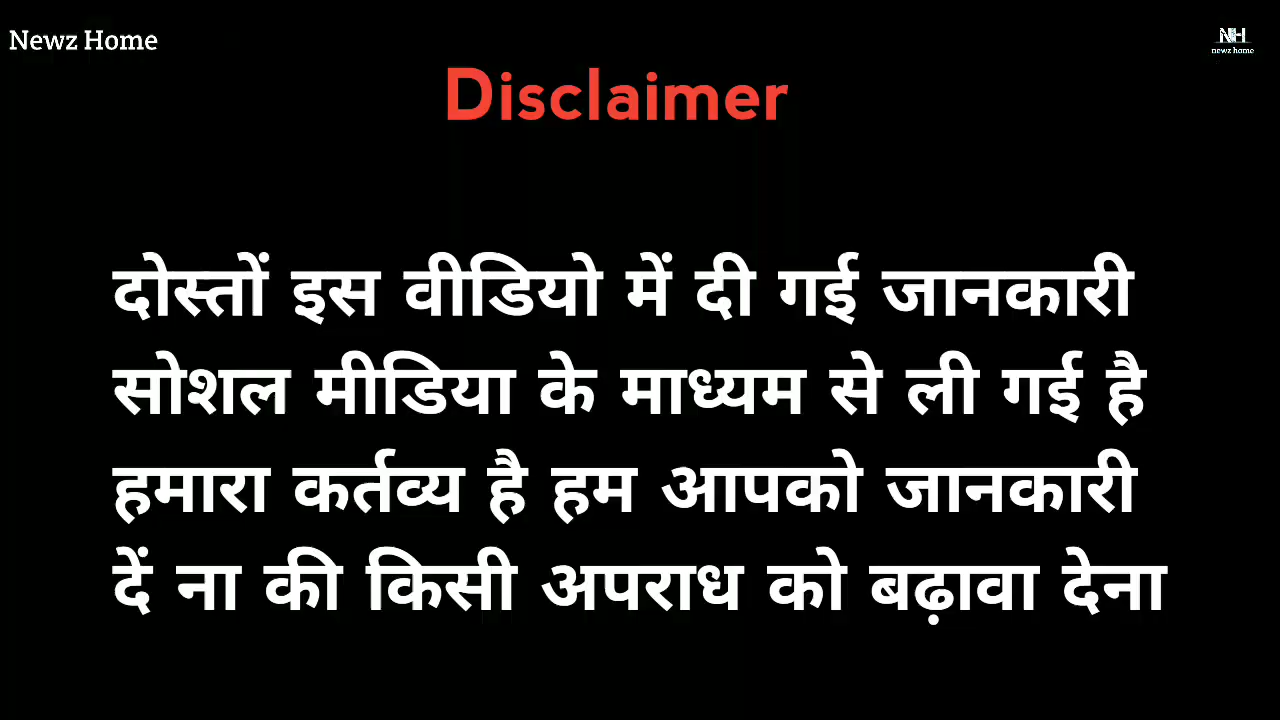 Newz Home
NH
newz home
Disclaimer
दोस्तों इस वीडियो में दी गई जानकारी
सोशल मीडिया के माध्यम से ली गई है
हमारा कर्तव्य है हम आपको जानकारी
दें ना की किसी अपराध को बढ़ावा देना